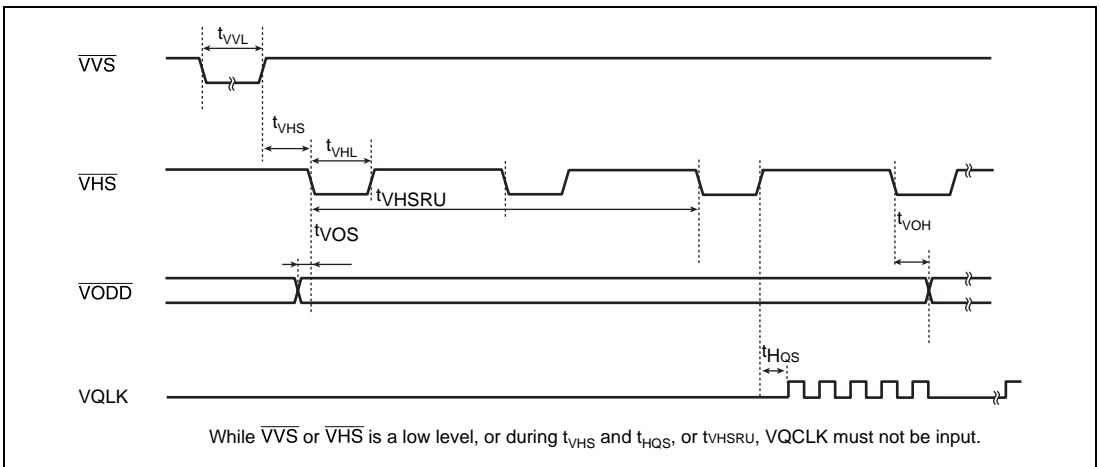 tVVL
VVS
tVHS
tVHL
VHS
tVHSRU
tVOH
tVOS
VODD
tHQS
VQLK
While VVS or VHS is a low level, or during tVHS and tHQS, or tVHSRU, VQCLK must not be input.